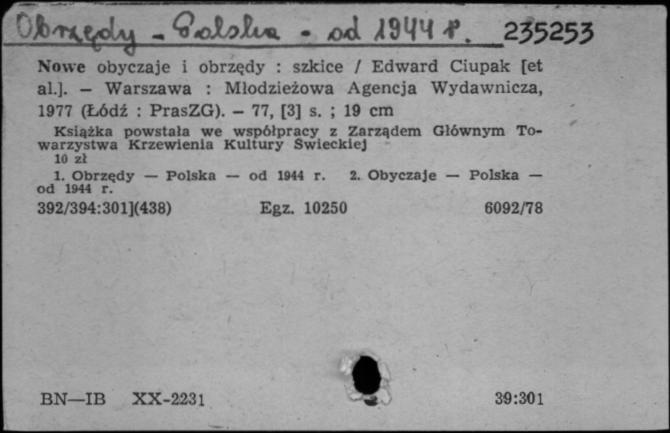 Obrzędy - Polska - od 1944 r. 235253
Nowe obyczaje i obrzędy : szkice / Edward Ciupak [et
al.]. — Warszawa : Młodzieżowa Agencja Wydawnicza,
1977 (Łódź : PrasZG). — 77, [3] s. ; 19 cm
Książka powstała we współpracy z Zarządem Głównym To-
warzystwa Krzewienia Kultury Świeckiej
10 zł
1. Obrzędy — Polska — od 1944 r. 2. Obyczaje — Polska —
od 1944 r.
392/394:301](438) Egz. 10250 6092/78
BN—IB XX-2231 39:301